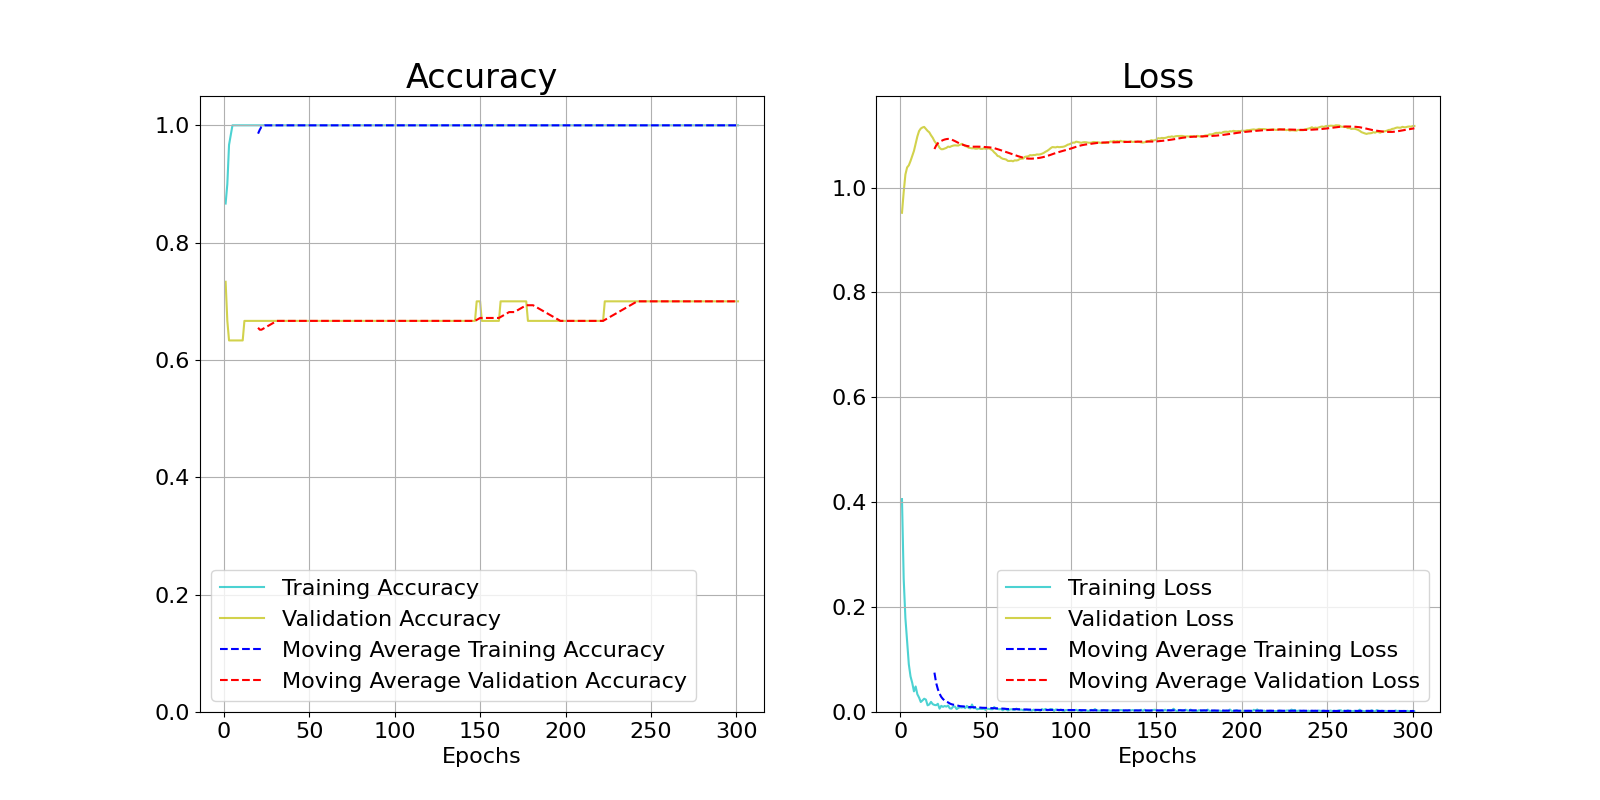 Accuracy
1.0
0.8
0.6
0.4
0.2
0.0
0 50 100 150 200 250 300
Epochs
Training Accuracy
Validation Accuracy
Moving Average Training Accuracy
Moving Average Validation Accuracy
Loss
1.0
0.8
0.6
0.4
0.2
0.0
0 50 100 150 200 250 300
Epochs
Training Loss
Validation Loss
Moving Average Training Loss
Moving Average Validation Loss